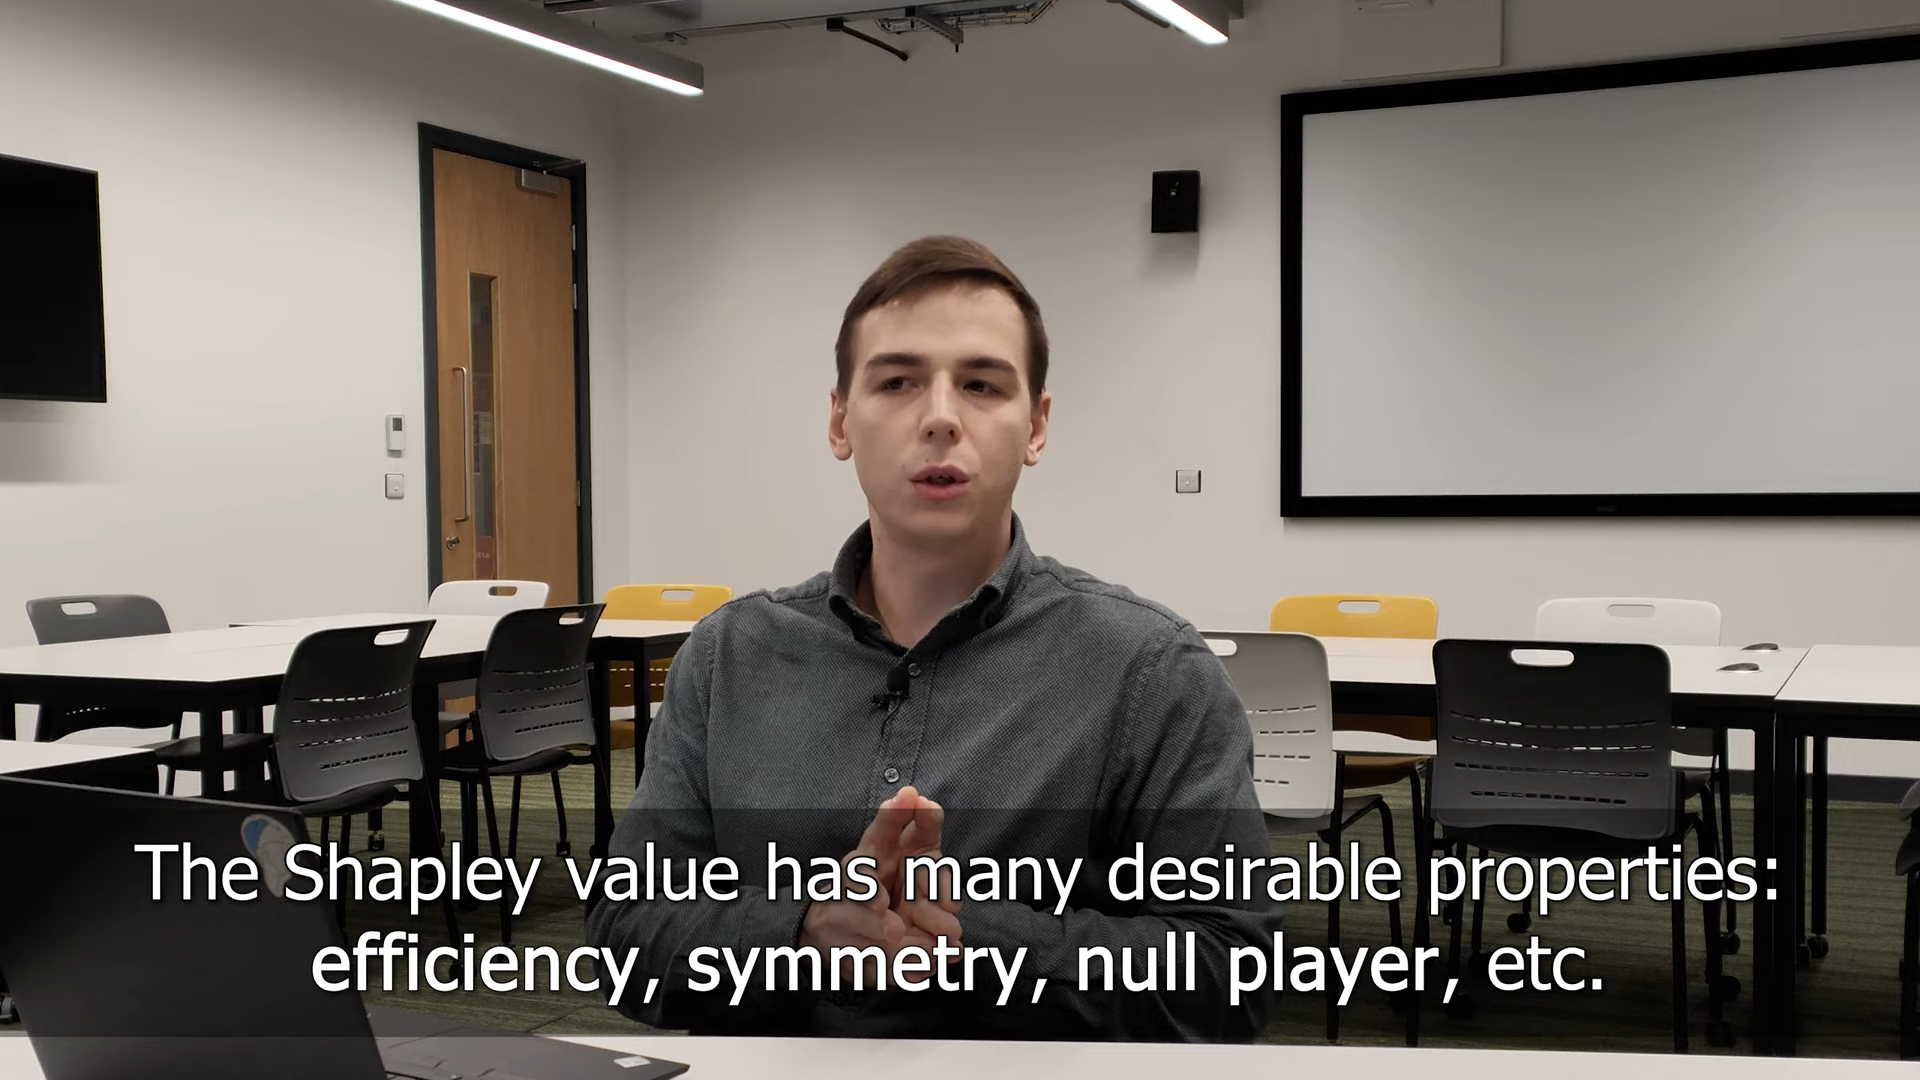 The Shapley value has many desirable properties:
efficiency, symmetry, null player, etc.